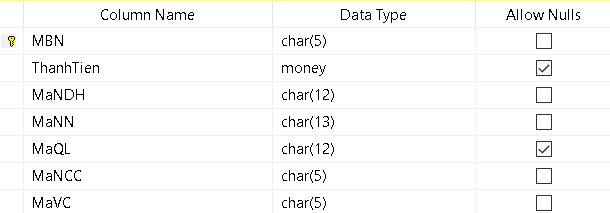 Column Name Data Type Allow Nulls
MBN char(5)
ThanhTien money
MaNDH char(12)
MaNN char(13)
MaQL char(12)
MaNCC char(5)
MaVC char(5)